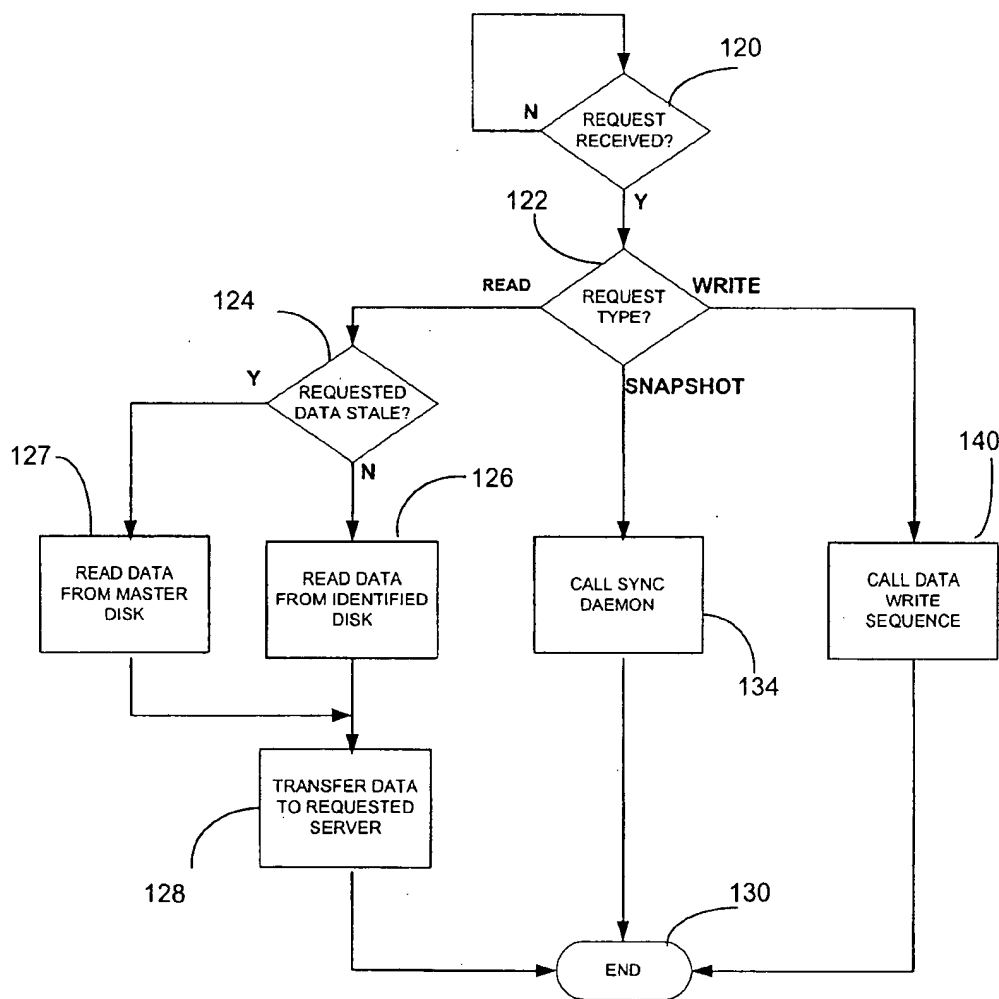 120
REQUEST
RECEIVED?
N
Y
122
READ
REQUEST
TYPE?
WRITE
124
Y
REQUESTED
DATA STALE?
SNAPSHOT
N
127
126
140
READ DATA
FROM MASTER
DISK
READ DATA
FROM IDENTIFIED
DISK
CALL SYNC
DAEMON
CALL DATA
WRITE
SEQUENCE
134
TRANSFER DATA
TO REQUESTED
SERVER
128
130
END